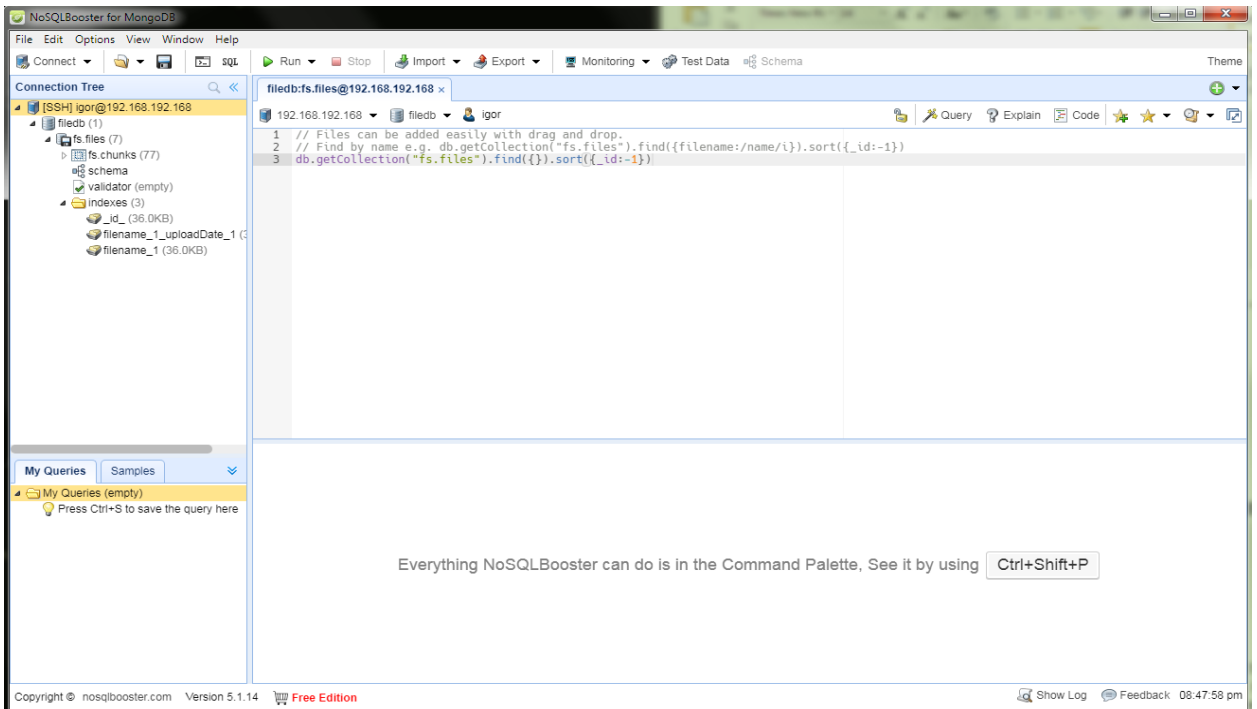 NoSQLBooster for MongoDB
File Edit Options View Window Help
Connect SQL Run Stop Import Export Monitoring Test Data Schema Theme
Connection Tree
[SSH] igor@192.168.192.168
filedb (1)
fs.files (7)
fs.chunks (77)
schema
validator (empty)
indexes (3)
_id_ (36.0KB)
filename_1_uploadDate_1 (3
filename_1 (36.0KB)
filedb:fs.files@192.168.192.168 ×
192.168.192.168 filedb igor Query Explain Code
1 // Files can be added easily with drag and drop.
2 // Find by name e.g. db.getCollection("fs.files").find({filename:/name/i}).sort({_id:-1})
3 db.getCollection("fs.files").find({}).sort({_id:-1})
My Queries Samples
My Queries (empty)
Press Ctrl+S to save the query here
Everything NoSQLBooster can do is in the Command Palette, See it by using Ctrl+Shift+P
Copyright © nosqlbooster.com Version 5.1.14 Free Edition Show Log Feedback 08:47:58 pm